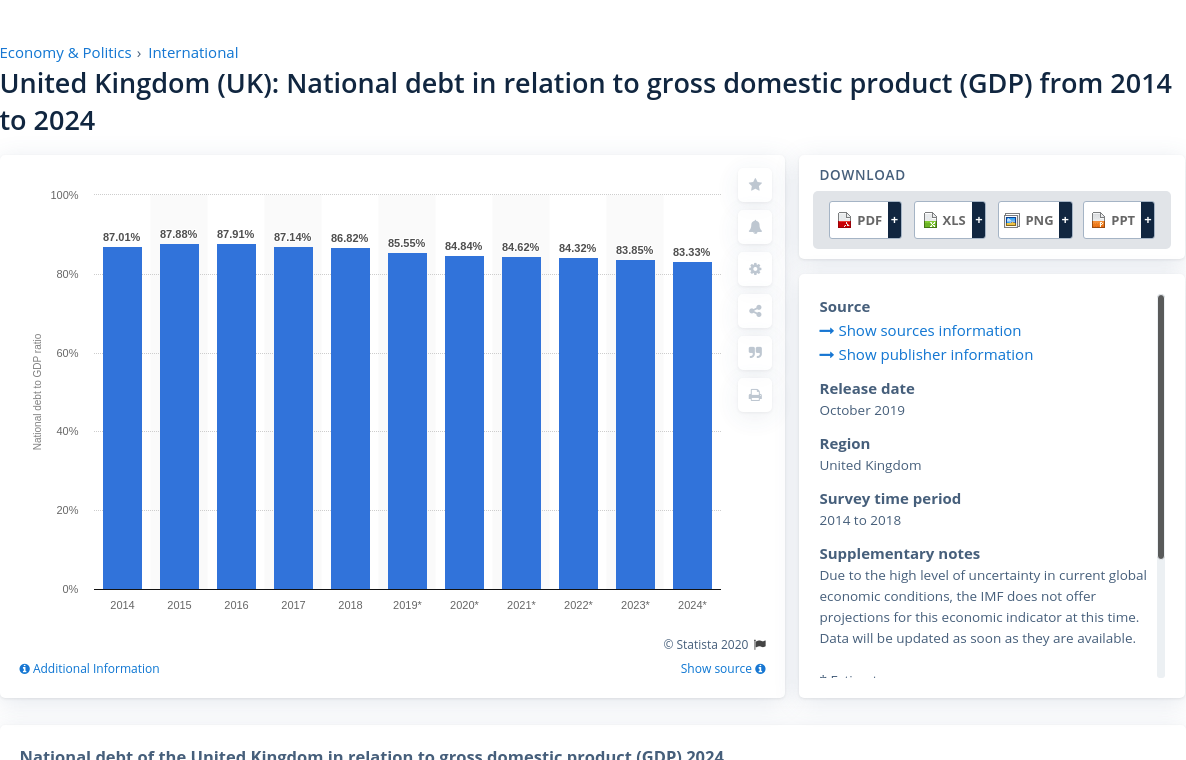 Economy & Politics › International
United Kingdom (UK): National debt in relation to gross domestic product (GDP) from 2014
to 2024
National debt to GDP ratio
100%
80%
60%
40%
20%
0%
87.01%
87.88%
87.91%
87.14%
86.82%
85.55%
84.84%
84.62%
84.32%
83.85%
83.33%
2014
2015
2016
2017
2018
2019*
2020*
2021*
2022*
2023*
2024*
© Statista 2020
Additional Information
Show source
DOWNLOAD
PDF +
XLS +
PNG +
PPT +
Source
Show sources information
Show publisher information
Release date
October 2019
Region
United Kingdom
Survey time period
2014 to 2018
Supplementary notes
Due to the high level of uncertainty in current global
economic conditions, the IMF does not offer
projections for this economic indicator at this time.
Data will be updated as soon as they are available.
National debt of the United Kingdom in relation to gross domestic product (GDP) 2024